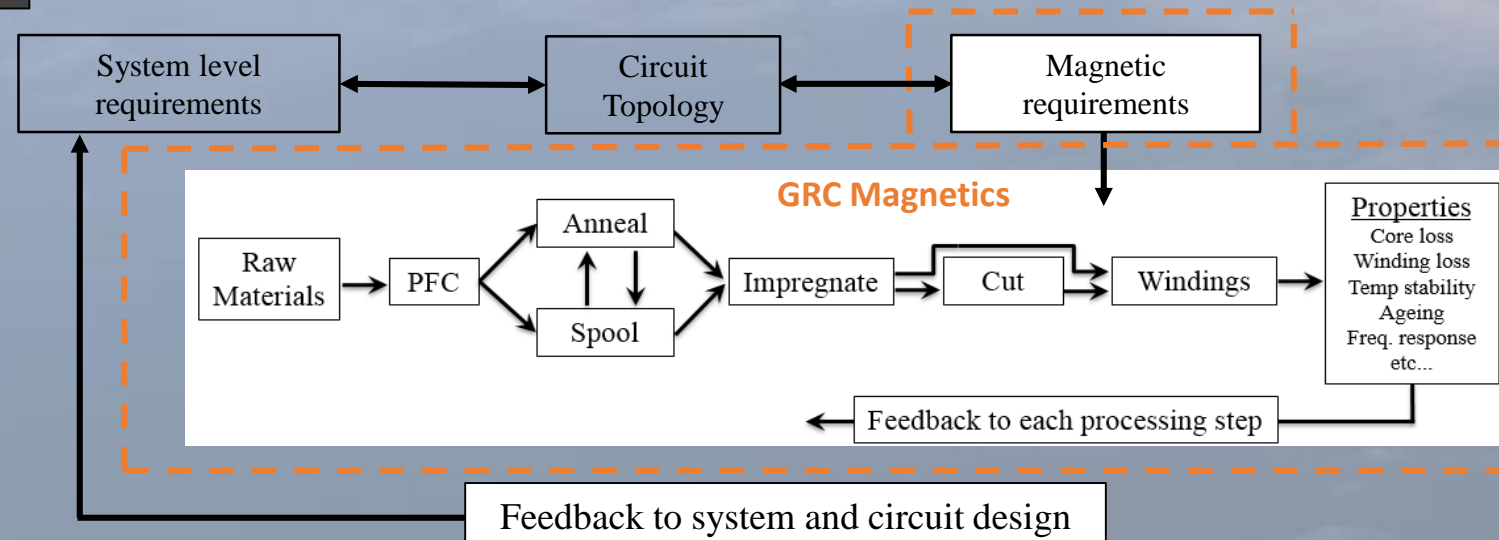 System level
requirements
Circuit
Topology
Magnetic
requirements
GRC Magnetics
Raw
Materials
PFC
Anneal
Spool
Impregnate
Cut
Windings
Properties
Core loss
Winding loss
Temp stability
Ageing
Freq. response
etc...
Feedback to each processing step
Feedback to system and circuit design